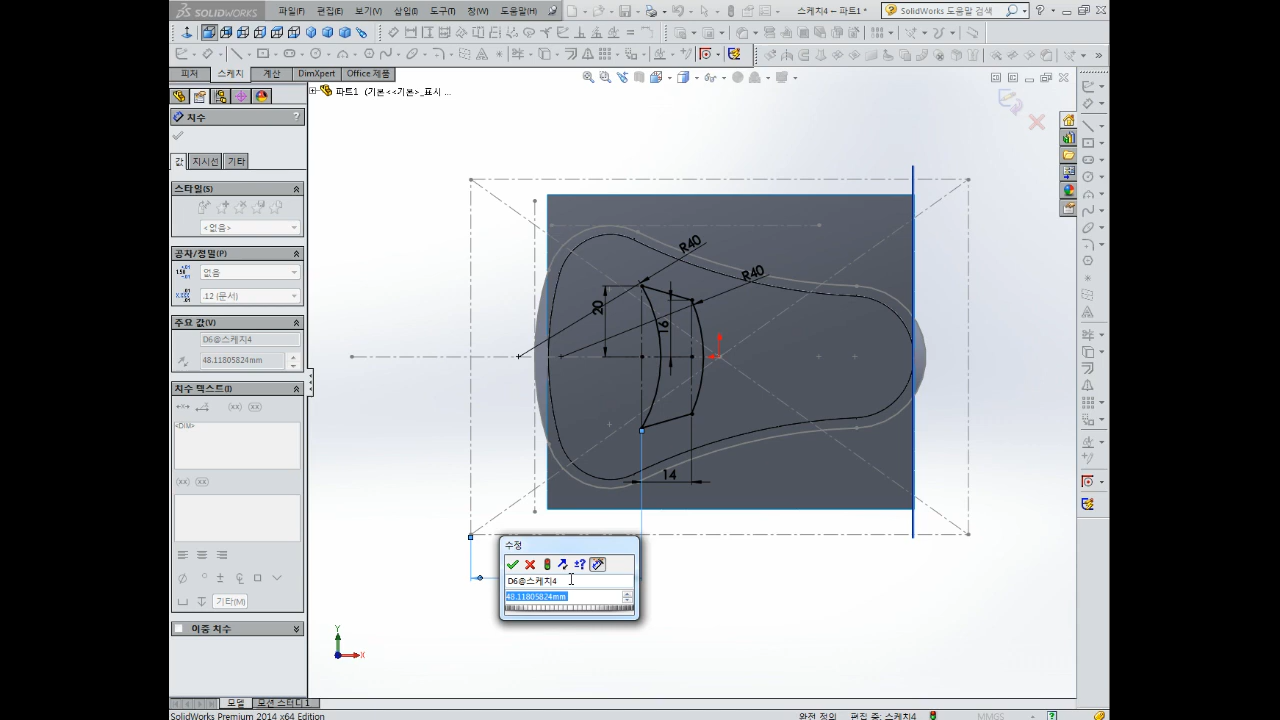 SOLIDWORKS 파일(F) 편집(E) 보기(V) 삽입(I) 도구(T) 창(W) 도움말(H) 스케치4 – 파트1 * SolidWorks 도움말 검색
피처 스케치 계산 DimXpert Office 제품
파트1 (기본<<기본>_표시 ...
치수 ?
값 지시선 기타
스타일(S)
<없음>
공차/정밀(P)
없음
.12 (문서)
주요 값(V)
D6@스케치4
48.11805824mm
치수 텍스트(I)
<DIM>
기타(M)
이중 치수
R40
R40
20
16
14
수정
D6@스케치4
48.11805824mm
Y
X
모델 모션 스터디 1
SolidWorks Premium 2014 x64 Edition 완전 정의 편집 중: 스케치4 MMGS